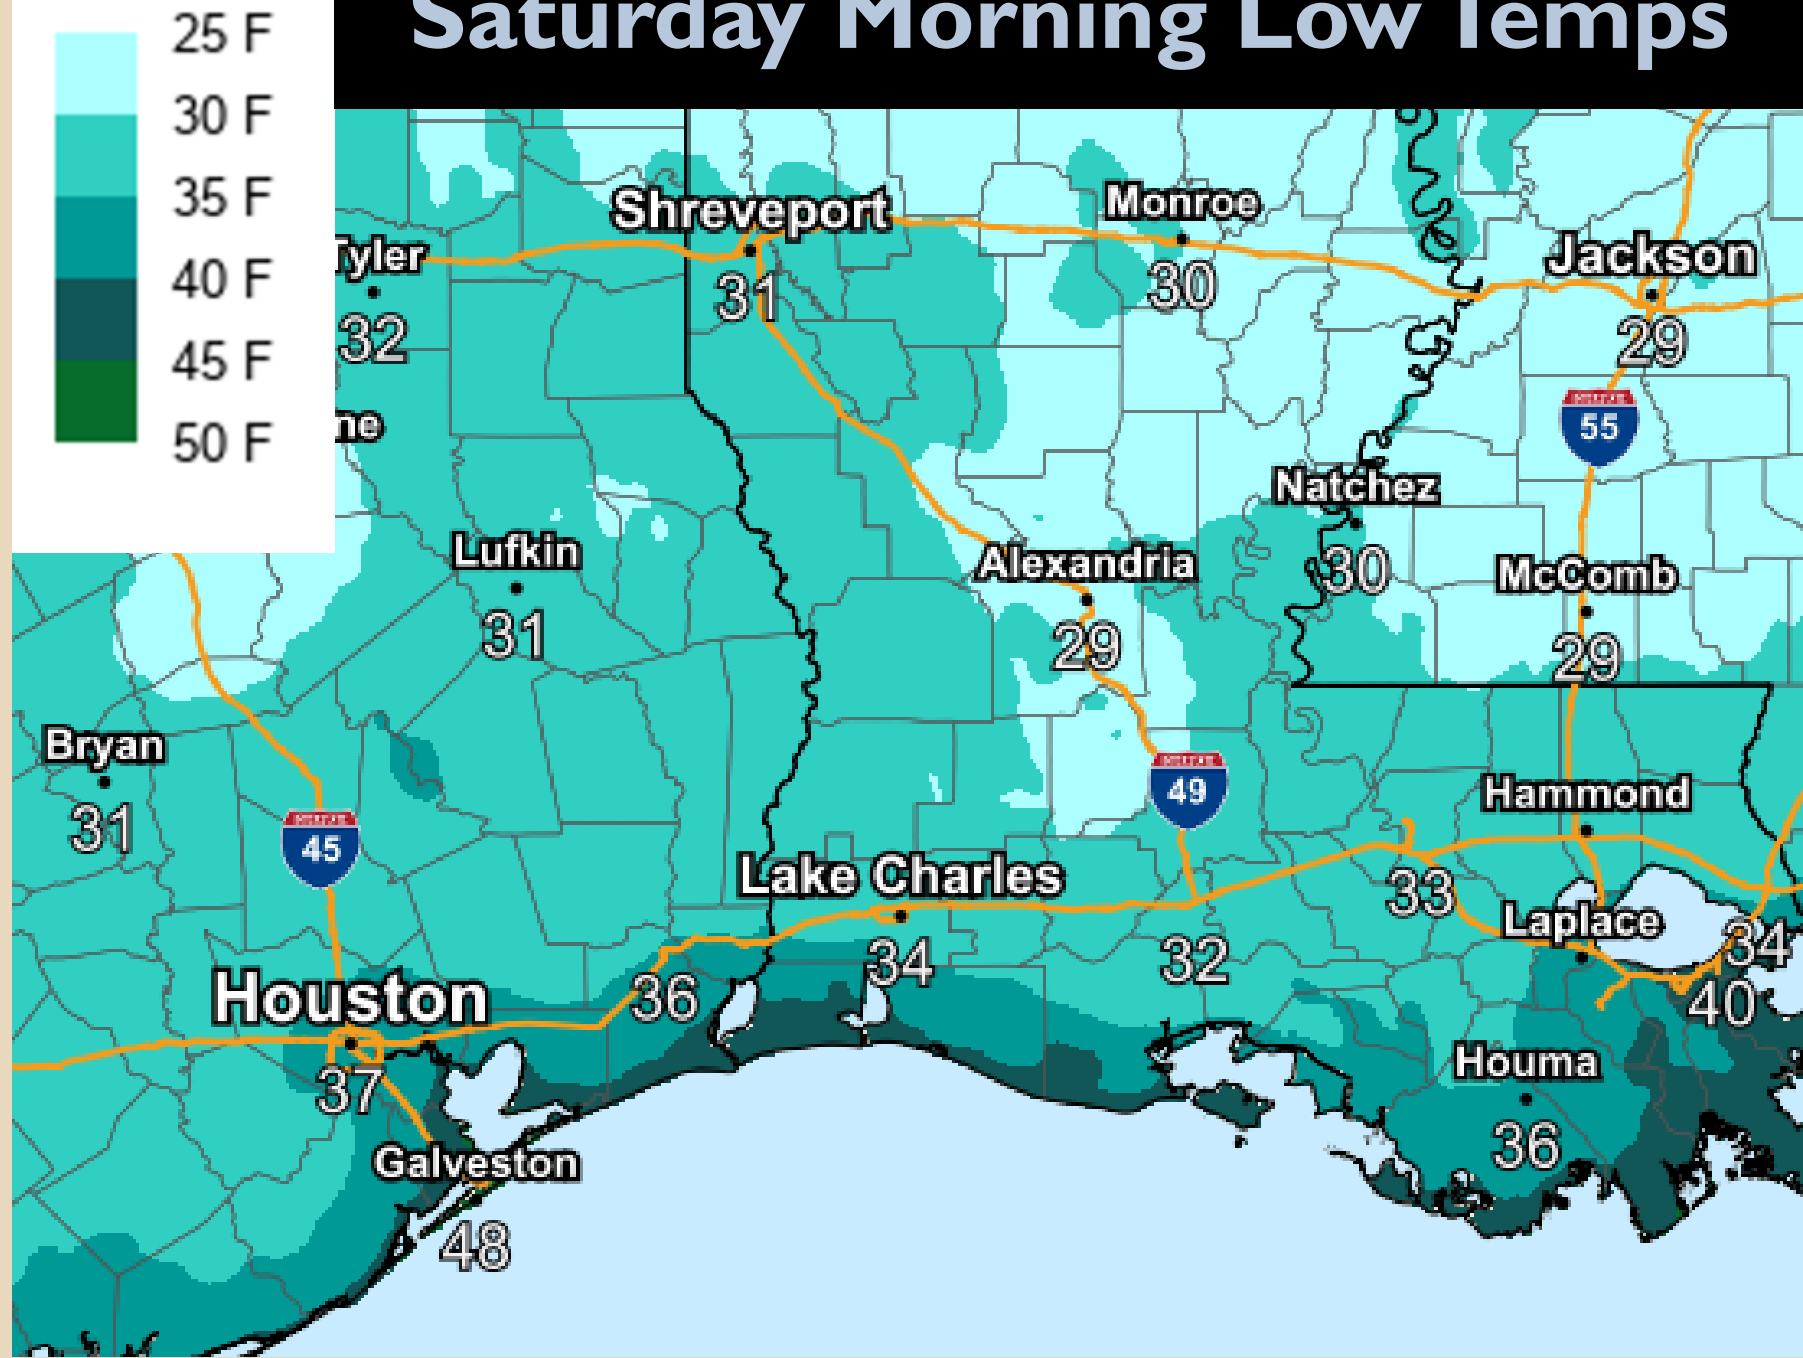 Saturday Morning Low Temps
25 F
30 F
35 F
40 F
45 F
50 F
Shreveport
31
Monroe
30
Jackson
29
Tyler
32
55
ne
Natchez
30
Lufkin
31
Alexandria
29
McComb
29
Bryan
31
45
49
Hammond
Lake Charles
34
33
Laplace
34
32
36
40
Houston
37
Houma
36
Galveston
48